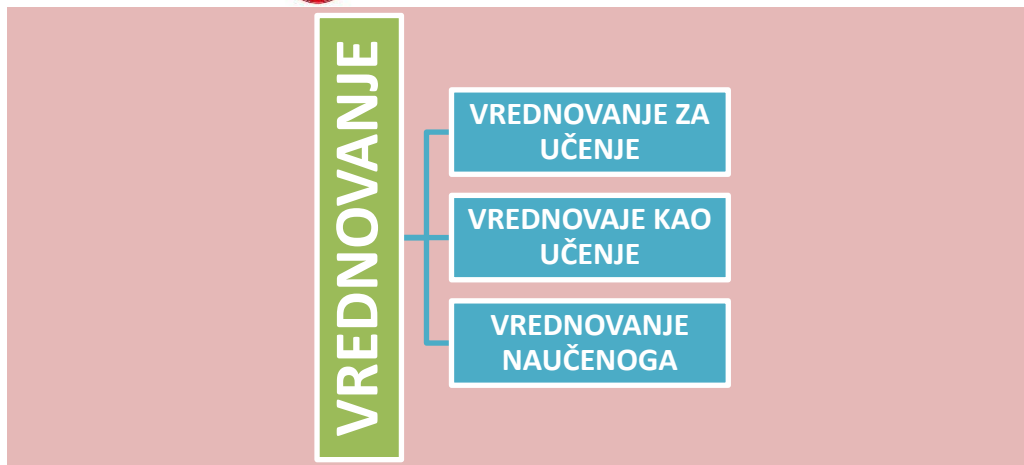 VREDNOVANJE
VREDNOVANJE ZA
UČENJE
VREDNOVAJE KAO
UČENJE
VREDNOVANJE
NAUČENOGA